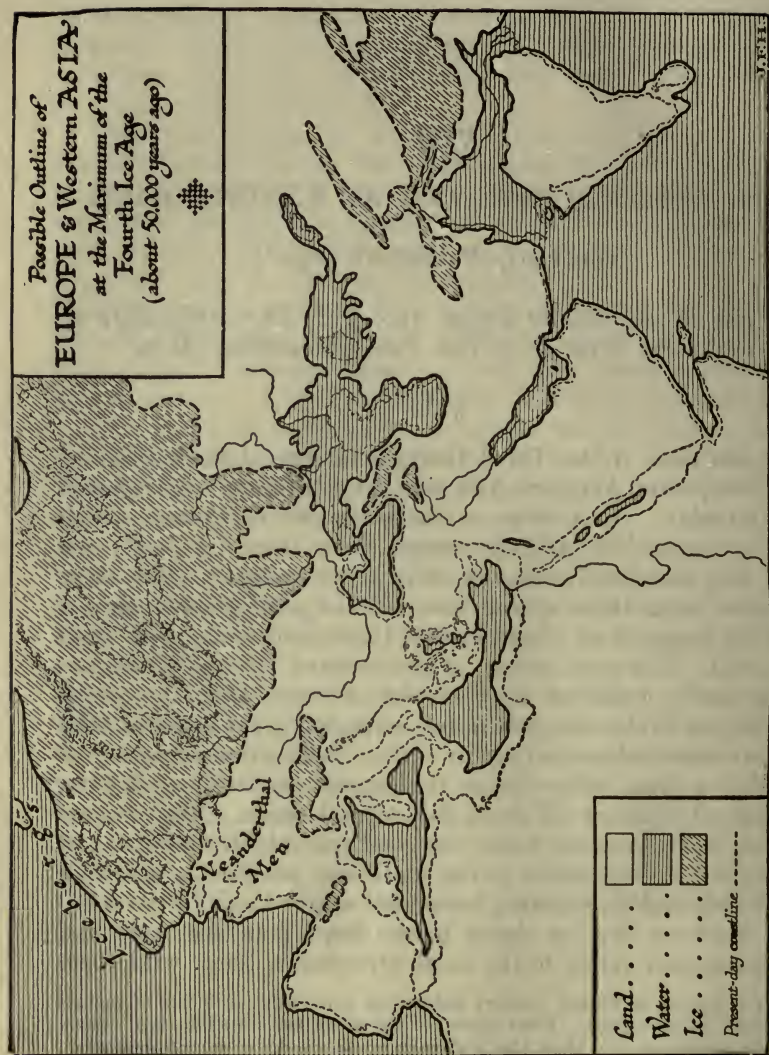 Possible Outline of
EUROPE & Western ASIA
at the Maximum of the
Fourth Ice Age
(about 50,000 years ago)
Icebergs
Neanderthal
Men
Land . . . . .
Water . . . . .
Ice . . . . . .
Present-day coastline -----
J.F.H.